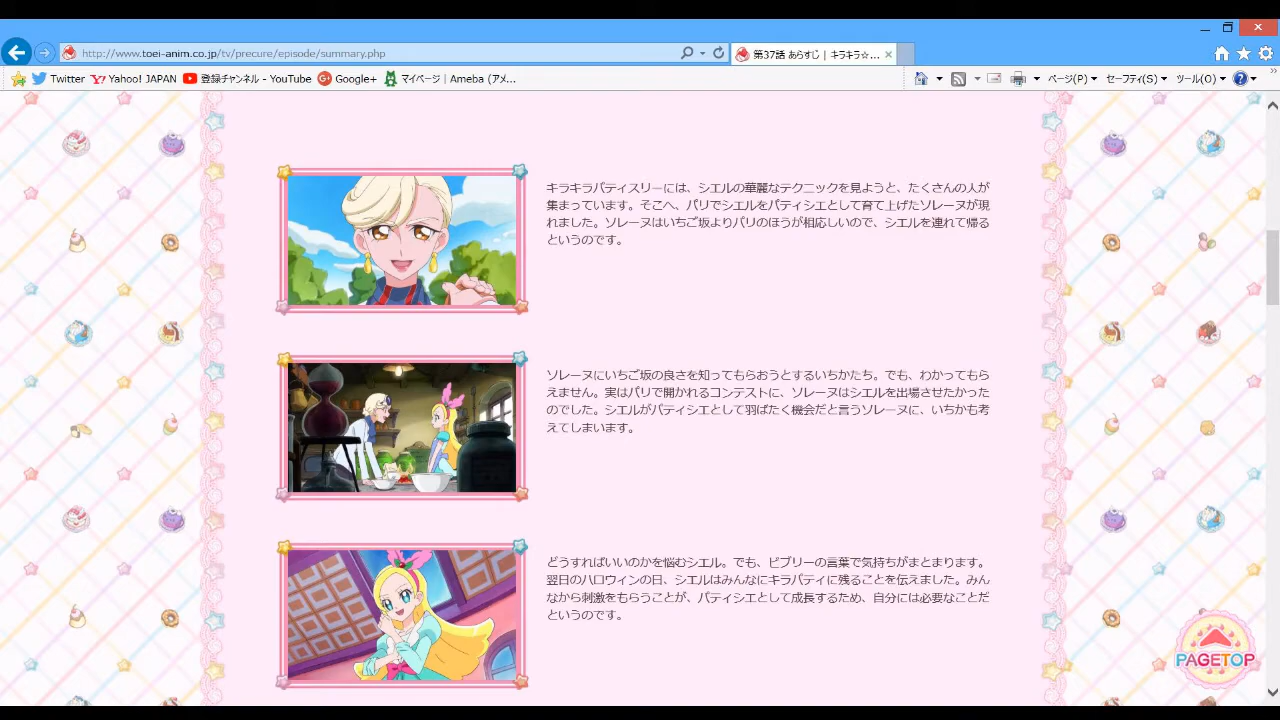 http://www.toei-anim.co.jp/tv/precure/episode/summary.php
第37話 あらすじ | キラキラ☆...
Twitter Yahoo! JAPAN 登録チャンネル - YouTube Google+ マイページ | Ameba (アメ...
ページ(P) セーフティ(S) ツール(O)
キラキラパティスリーには、シエルの華麗なテクニックを見ようと、たくさんの人が
集まっています。そこへ、パリでシエルをパティシエとして育て上げたソレーヌが現
れました。ソレーヌはいちご坂よりパリのほうが相応しいので、シエルを連れて帰る
というのです。
ソレーヌにいちご坂の良さを知ってもらおうとするいちかたち。でも、わかってもら
えません。実はパリで開かれるコンテストに、ソレーヌはシエルを出場させたかった
のでした。シエルがパティシエとして羽ばたく機会だと言うソレーヌに、いちかも考
えてしまいます。
どうすればいいのかを悩むシエル。でも、ビブリーの言葉で気持ちがまとまります。
翌日のハロウィンの日、シエルはみんなにキラパティに残ることを伝えました。みん
なから刺激をもらうことが、パティシエとして成長するため、自分には必要なことだ
というのです。
PAGETOP